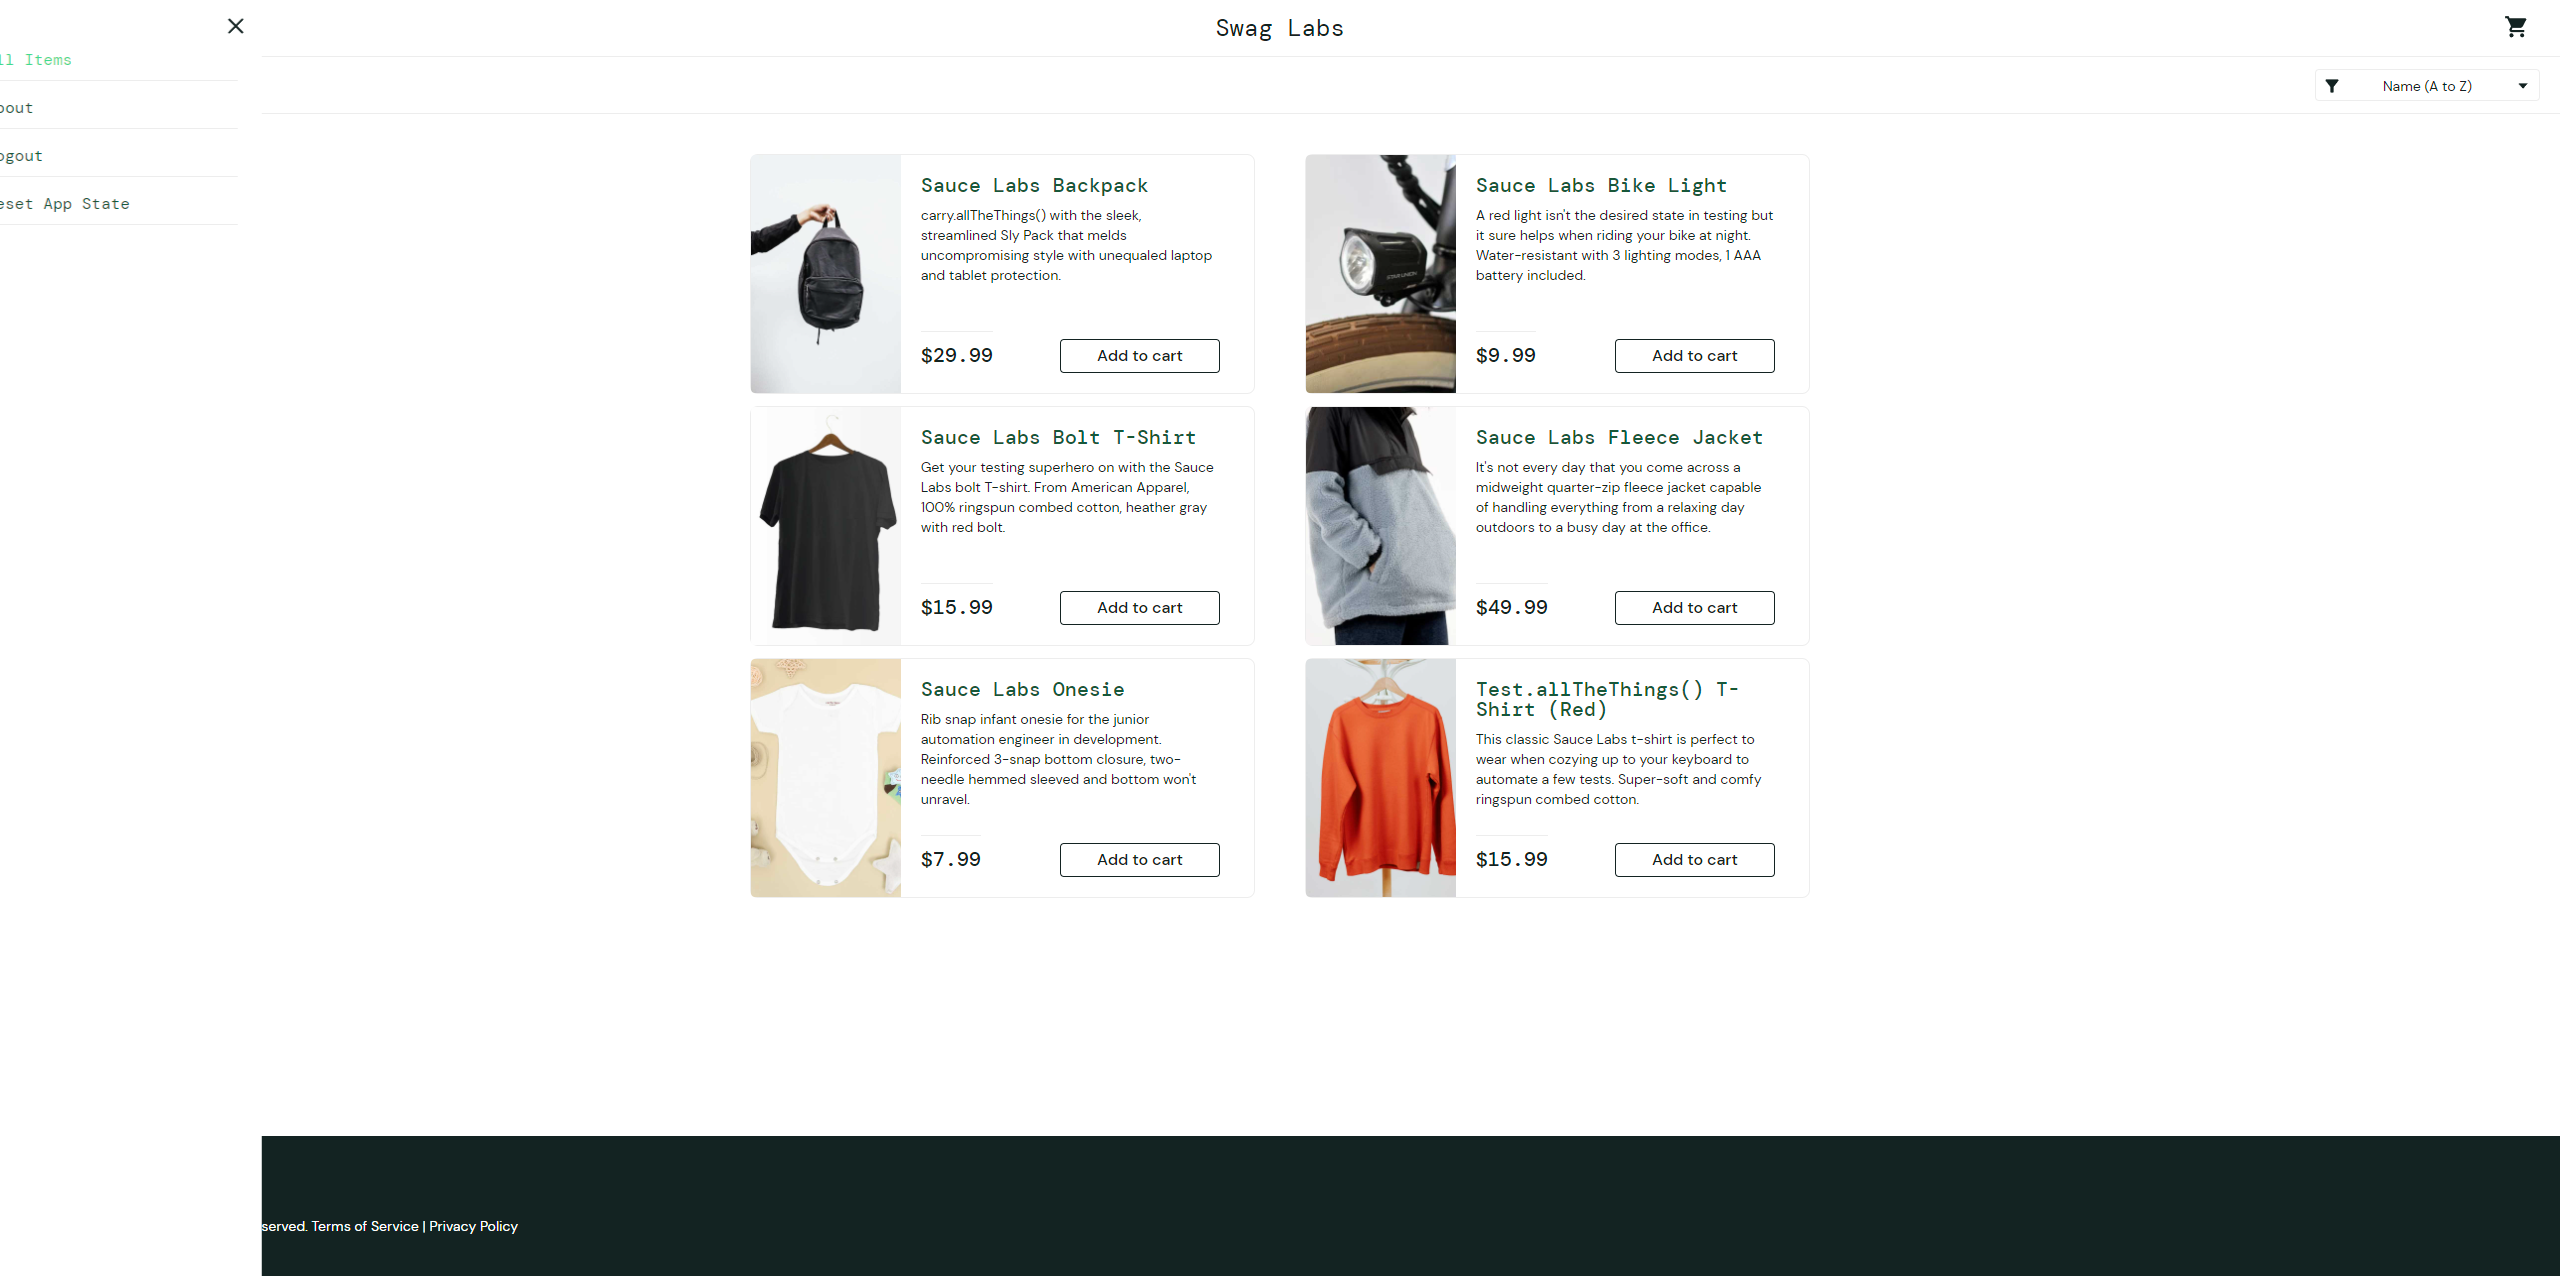 Swag Labs
ll Items
bout
ogout
eset App State
Name (A to Z)
Sauce Labs Backpack
carry.allTheThings() with the sleek,
streamlined Sly Pack that melds
uncompromising style with unequaled laptop
and tablet protection.
$29.99
Add to cart
Sauce Labs Bike Light
A red light isn't the desired state in testing but
it sure helps when riding your bike at night.
Water-resistant with 3 lighting modes, 1 AAA
battery included.
$9.99
Add to cart
Sauce Labs Bolt T-Shirt
Get your testing superhero on with the Sauce
Labs bolt T-shirt. From American Apparel,
100% ringspun combed cotton, heather gray
with red bolt.
$15.99
Add to cart
Sauce Labs Fleece Jacket
It's not every day that you come across a
midweight quarter-zip fleece jacket capable
of handling everything from a relaxing day
outdoors to a busy day at the office.
$49.99
Add to cart
Sauce Labs Onesie
Rib snap infant onesie for the junior
automation engineer in development.
Reinforced 3-snap bottom closure, two-
needle hemmed sleeved and bottom won't
unravel.
$7.99
Add to cart
Test.allTheThings() T-
Shirt (Red)
This classic Sauce Labs t-shirt is perfect to
wear when cozying up to your keyboard to
automate a few tests. Super-soft and comfy
ringspun combed cotton.
$15.99
Add to cart
served. Terms of Service | Privacy Policy